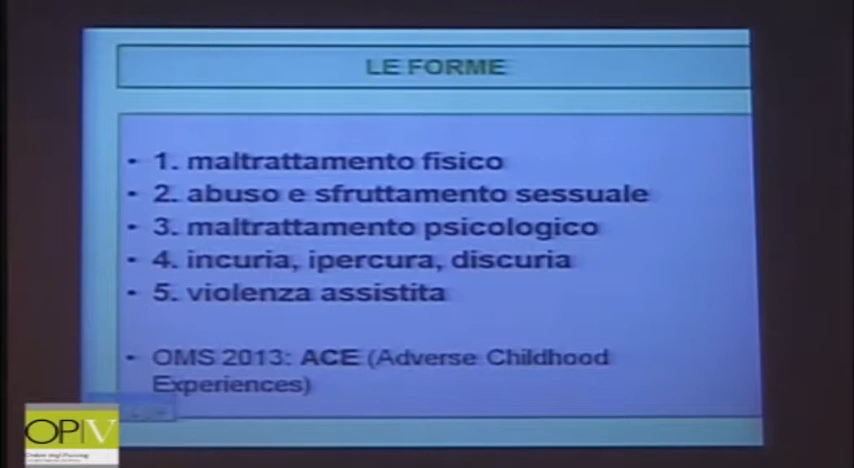 LE FORME
• 1. maltrattamento fisico
• 2. abuso e sfruttamento sessuale
• 3. maltrattamento psicologico
• 4. incuria, ipercura, discuria
• 5. violenza assistita
• OMS 2013: ACE (Adverse Childhood
Experiences)
OPV